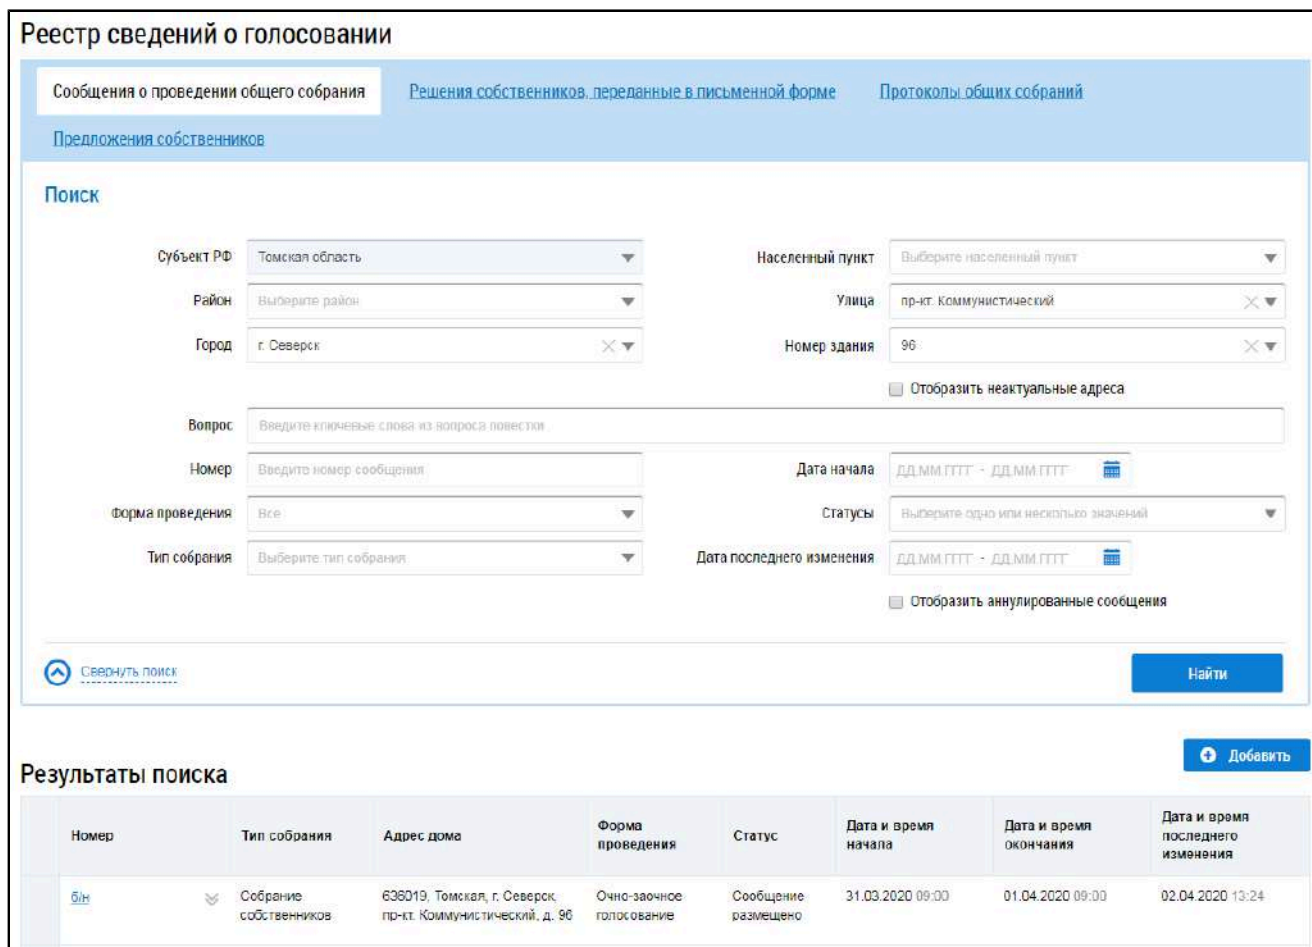 Реестр сведений о голосовании
Сообщения о проведении общего собрания
Решения собственников, переданные в письменной форме
Протоколы общих собраний
Предложения собственников
Поиск
Субъект РФ Томская область
Населенный пункт Выберите населенный пункт
Район Выберите район
Улица пр-кт. Коммунистический
Город г. Северск
Номер здания 96
Отобразить неактуальные адреса
Вопрос Введите ключевые слова из вопроса повестки
Номер Введите номер сообщения
Дата начала ДД.ММ.ГГГГ - ДД.ММ.ГГГГ
Форма проведения Все
Статусы Выберите одно или несколько значений
Тип собрания Выберите тип собрания
Дата последнего изменения ДД.ММ.ГГГГ - ДД.ММ.ГГГГ
Отобразить аннулированные сообщения
Свернуть поиск
Найти
Добавить
Результаты поиска
Номер
Тип собрания
Адрес дома
Форма
проведения
Статус
Дата и время
начала
Дата и время
окончания
Дата и время
последнего
изменения
б/н
Собрание
собственников
636019, Томская, г. Северск,
пр-кт. Коммунистический, д. 96
Очно-заочное
голосование
Сообщение
размещено
31.03.2020 09:00
01.04.2020 09:00
02.04.2020 13:24